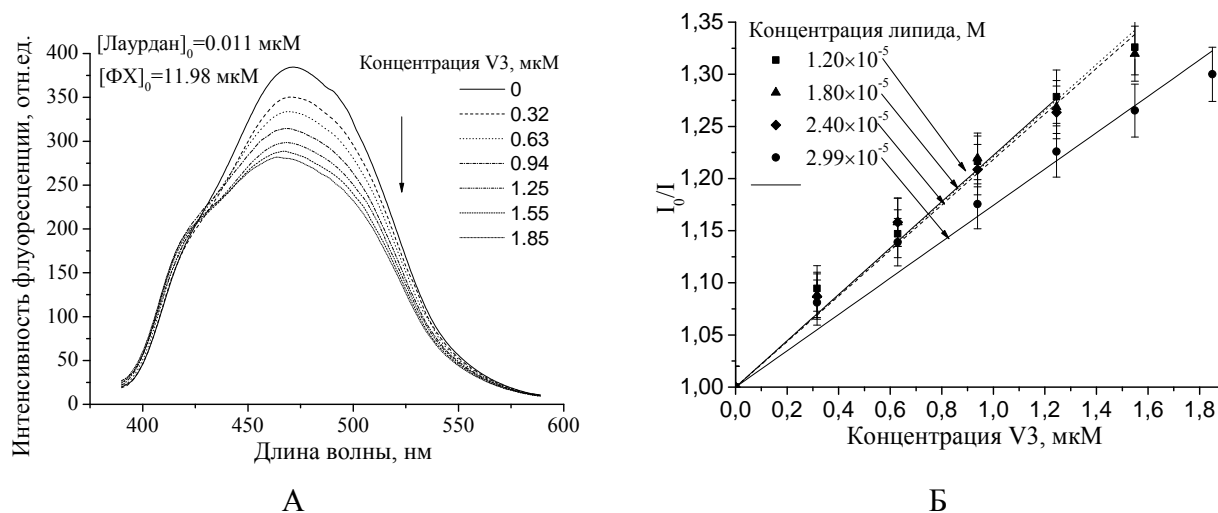 [Лаурдан]0=0.011 мкМ
[ФХ]0=11.98 мкМ
Концентрация V3, мкМ
0
0.32
0.63
0.94
1.25
1.55
1.85
Интенсивность флуоресценции, отн.ед.
400
350
300
250
200
150
100
50
0
400 450 500 550 600
Длина волны, нм
А
Концентрация липида, М
1.20×10-5
1.80×10-5
2.40×10-5
2.99×10-5
I0/I
1,35
1,30
1,25
1,20
1,15
1,10
1,05
1,00
0,0 0,2 0,4 0,6 0,8 1,0 1,2 1,4 1,6 1,8
Концентрация V3, мкМ
Б